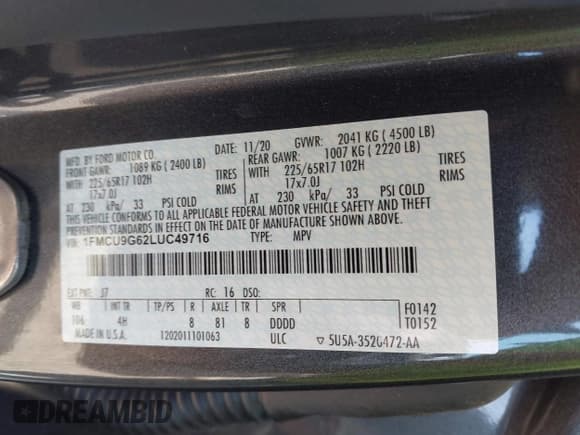 MFD. BY FORD MOTOR CO.
DATE: 11/20 GVWR: 2041 KG ( 4500 LB)
FRONT GAWR: 1089 KG ( 2400 LB) REAR GAWR: 1007 KG ( 2220 LB)
WITH 225/65R17 102H TIRES WITH 225/65R17 102H TIRES
17x7.0J RIMS 17x7.0J RIMS
AT 230 kPa/ 33 PSI COLD AT 230 kPa/ 33 PSI COLD
THIS VEHICLE CONFORMS TO ALL APPLICABLE FEDERAL MOTOR VEHICLE SAFETY AND THEFT
PREVENTION STANDARDS IN EFFECT ON THE DATE OF MANUFACTURE SHOWN ABOVE.
VIN: 1FMCU9G62LUC49716 TYPE: MPV
EXT PNT: J7 RC: 16 DSO:
WB INT TR TP/PS R AXLE TR SPR F0142
106 4H 8 81 8 DDDD T0152
MADE IN U.S.A. 1202011101063 ULC 5U5A-3520472-AA
DREAMBID